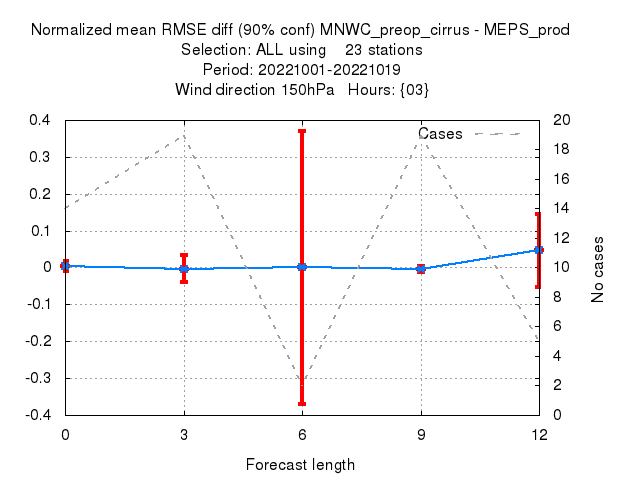 Normalized mean RMSE diff (90% conf) MNWC_preop_cirrus - MEPS_prod
Selection: ALL using    23 stations
Period: 20221001-20221019
Wind direction 150hPa   Hours: {03}
Cases
0.4
0.3
0.2
0.1
0
-0.1
-0.2
-0.3
-0.4
20
18
16
14
12
10
8
6
4
2
0
No cases
0 3 6 9 12
Forecast length